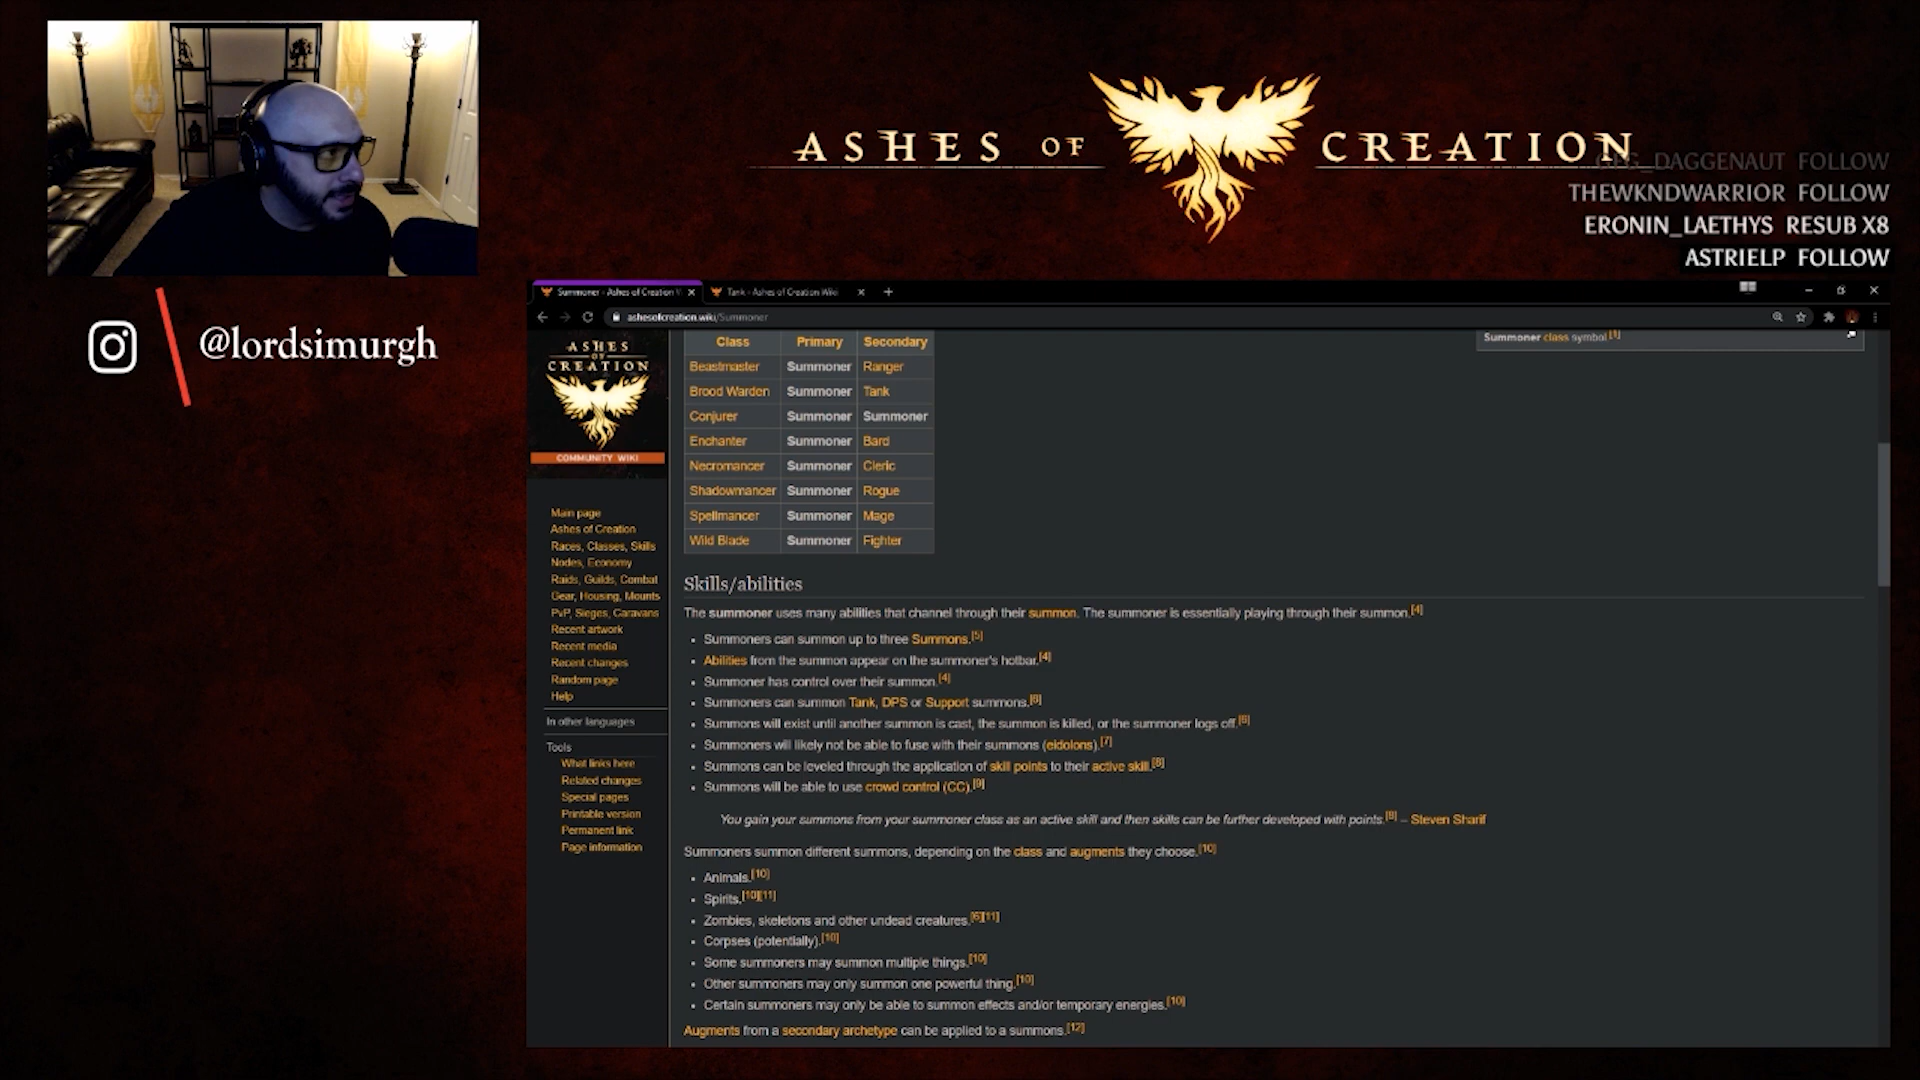 ASHES OF CREATION
DAGGENAUT FOLLOW
THEWKNDWARRIOR FOLLOW
ERONIN_LAETHYS RESUB X8
ASTRIELP FOLLOW
@lordsimurgh
Summoner - Ashes of Creation W
Tank - Ashes of Creation Wiki
ashesofcreation.wiki/Summoner
ASHES
OF
CREATION
COMMUNITY WIKI
Main page
Ashes of Creation
Races, Classes, Skills
Nodes, Economy
Raids, Guilds, Combat
Gear, Housing, Mounts
PvP, Sieges, Caravans
Recent artwork
Recent media
Recent changes
Random page
Help
In other languages
Tools
What links here
Related changes
Special pages
Printable version
Permanent link
Page information
Summoner class symbol.[1]
Class Primary Secondary
Beastmaster Summoner Ranger
Brood Warden Summoner Tank
Conjurer Summoner Summoner
Enchanter Summoner Bard
Necromancer Summoner Cleric
Shadowmancer Summoner Rogue
Spellmancer Summoner Mage
Wild Blade Summoner Fighter
Skills/abilities
The summoner uses many abilities that channel through their summon. The summoner is essentially playing through their summon.[4]
• Summoners can summon up to three Summons.[5]
• Abilities from the summon appear on the summoner's hotbar.[4]
• Summoner has control over their summon.[4]
• Summoners can summon Tank, DPS or Support summons.[6]
• Summons will exist until another summon is cast, the summon is killed, or the summoner logs off.[6]
• Summoners will likely not be able to fuse with their summons (eidolons).[7]
• Summons can be leveled through the application of skill points to their active skill.[8]
• Summons will be able to use crowd control (CC).[9]
You gain your summons from your summoner class as an active skill and then skills can be further developed with points.[8] – Steven Sharif
Summoners summon different summons, depending on the class and augments they choose.[10]
• Animals.[10]
• Spirits.[10][11]
• Zombies, skeletons and other undead creatures.[6][11]
• Corpses (potentially).[10]
• Some summoners may summon multiple things.[10]
• Other summoners may only summon one powerful thing.[10]
• Certain summoners may only be able to summon effects and/or temporary energies.[10]
Augments from a secondary archetype can be applied to a summons.[12]